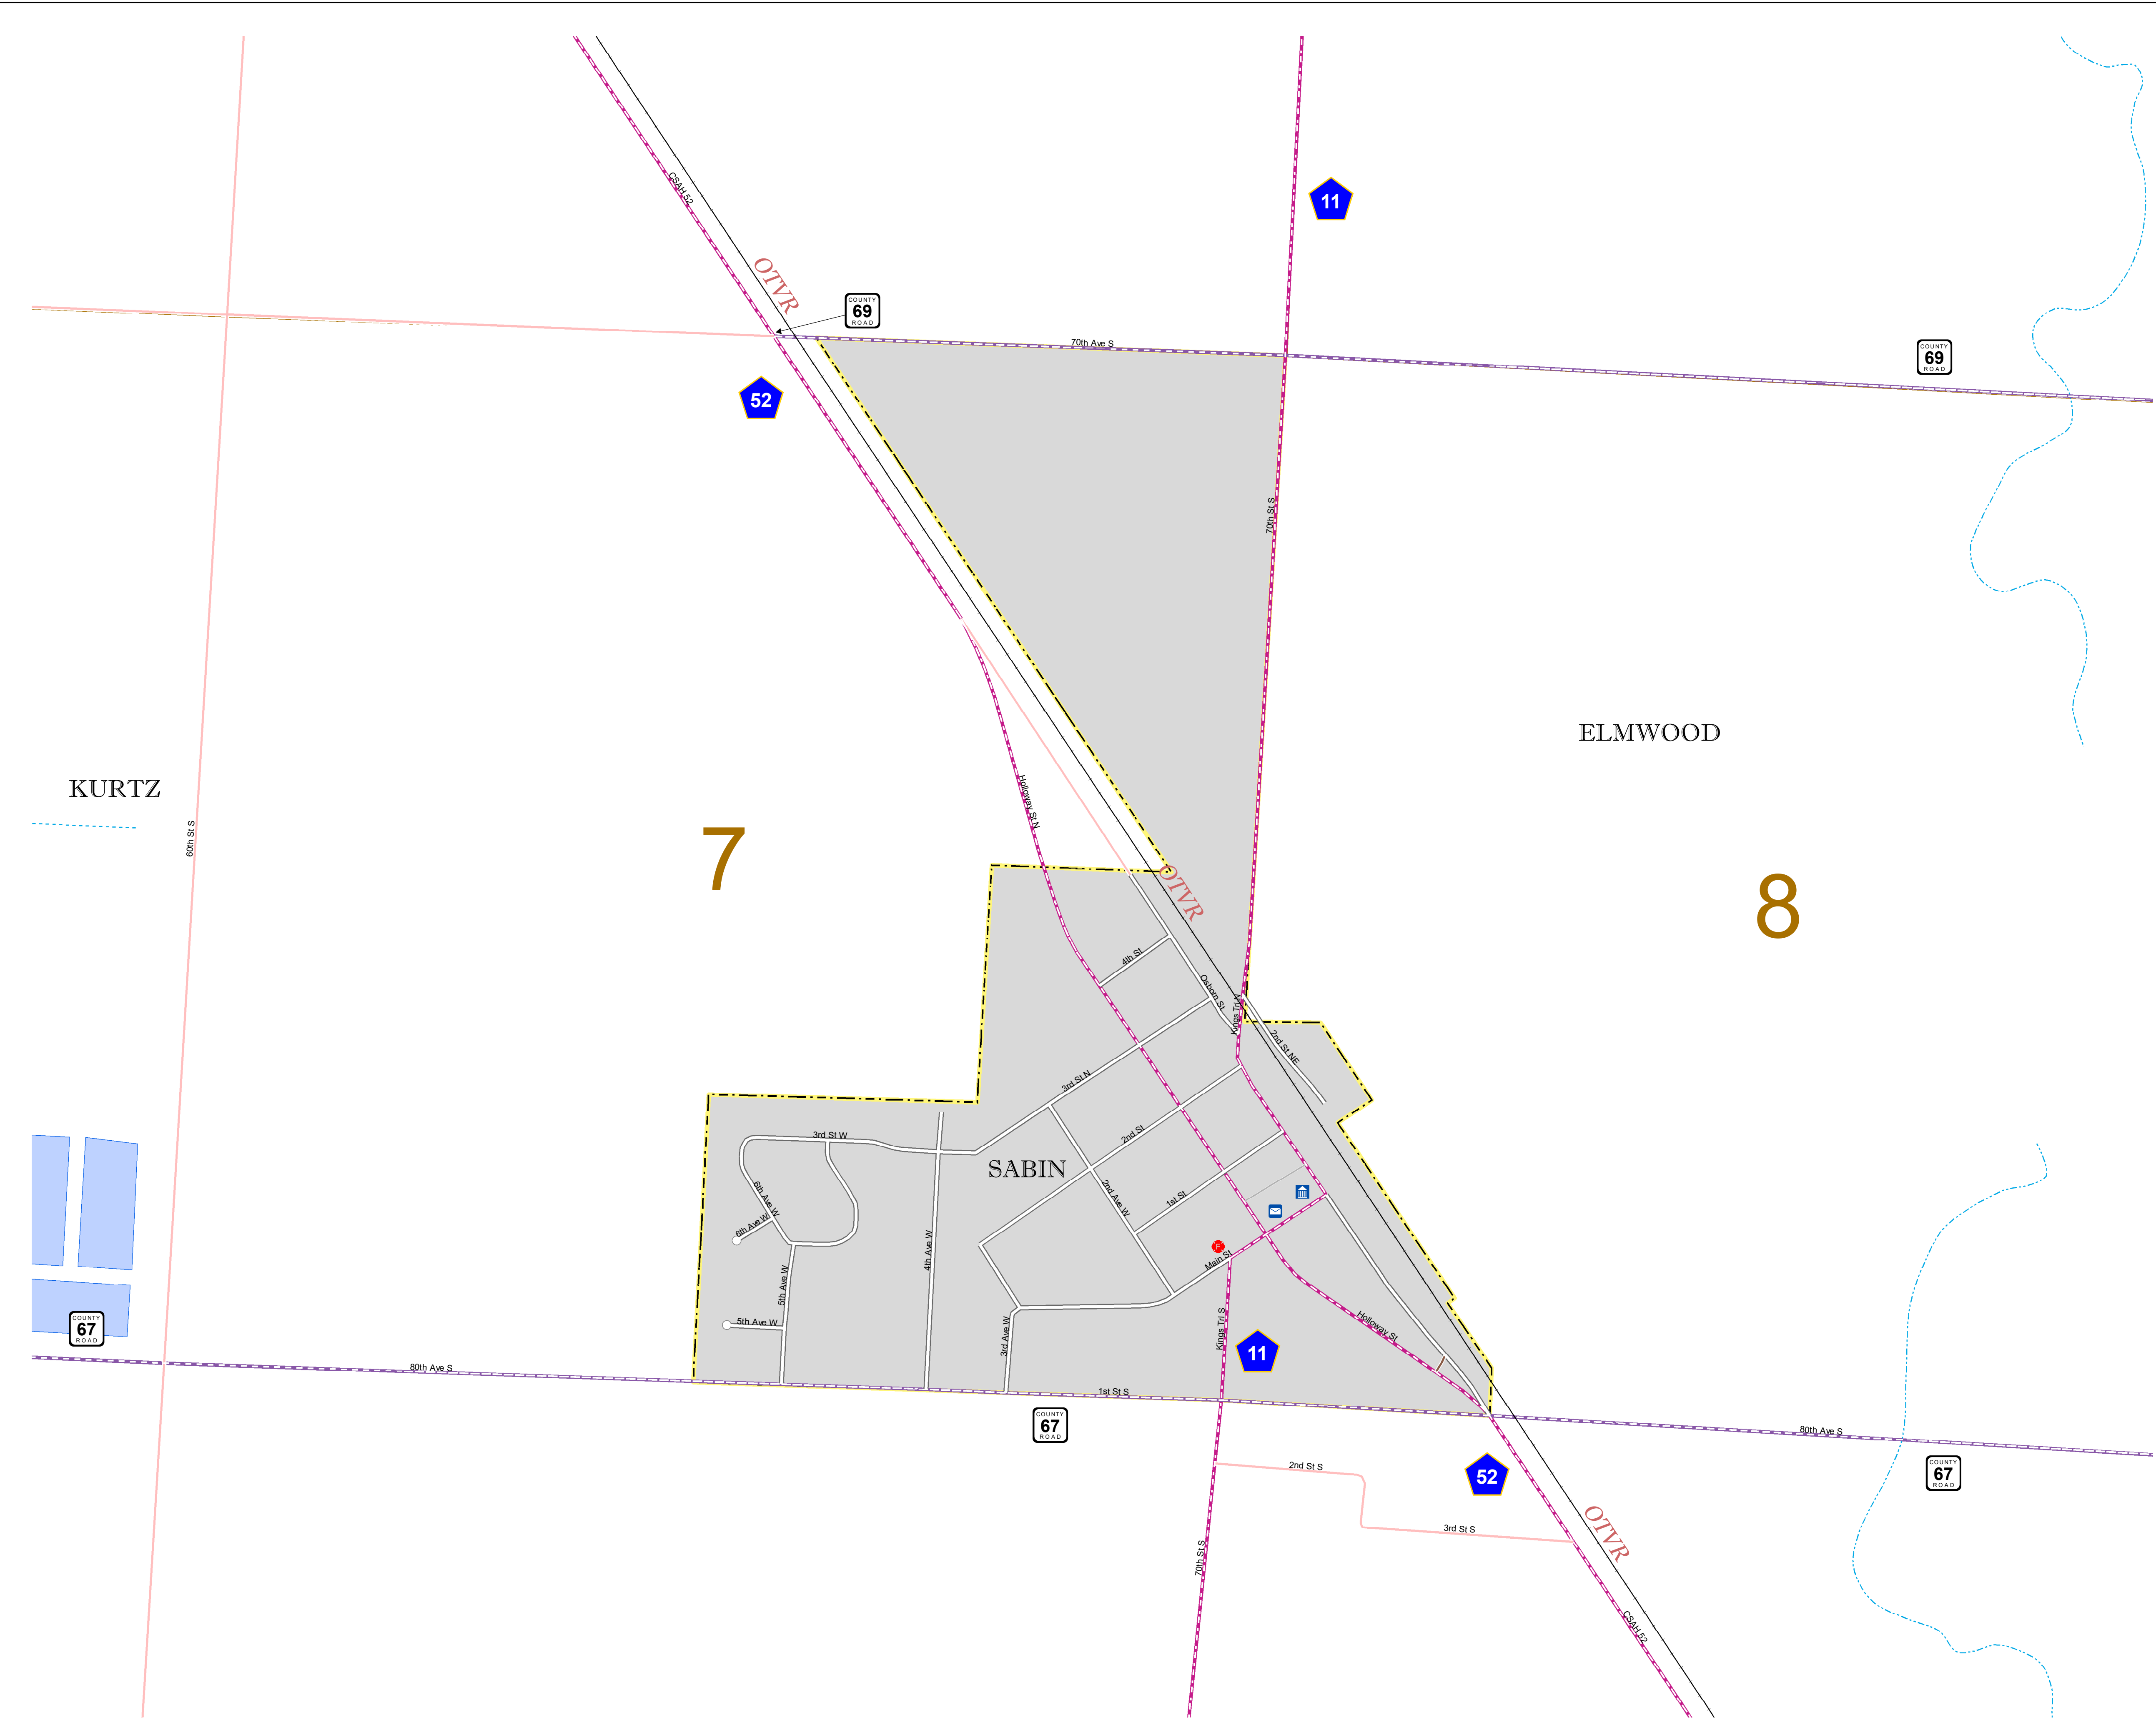 CSAH 52
11
OTVR
COUNTY
69
ROAD
70th Ave S
COUNTY
69
ROAD
52
70th St S
ELMWOOD
KURTZ
60th St S
Holloway St N
7
OTVR
8
4th St
Osborn St
Kings Trl N
2nd St NE
3rd St N
3rd St W
2nd St
SABIN
6th Ave W
6th Ave W
2nd Ave W
1st St
4th Ave W
F
Main St
5th Ave W
5th Ave W
3rd Ave W
Kings Trl S
Holloway St
11
COUNTY
67
ROAD
80th Ave S
1st St S
COUNTY
67
ROAD
80th Ave S
52
2nd St S
COUNTY
67
ROAD
3rd St S
OTVR
70th St S
CSAH 52